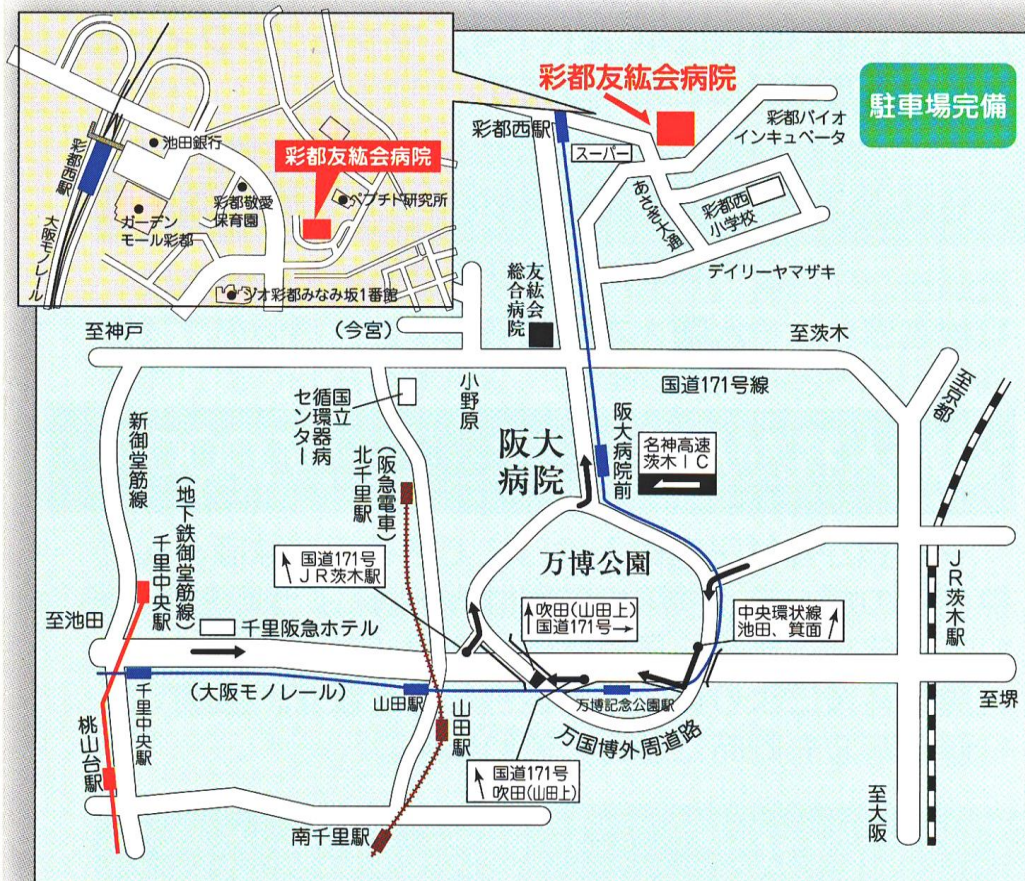 池田銀行
彩都西駅
彩都友紘会病院
彩都敬愛
保育園
ペプチド研究所
ガーデン
モール彩都
大阪モノレール
ジオ彩都みなみ坂1番館
彩都友紘会病院
駐車場完備
彩都西駅
スーパー
彩都バイオ
インキュベータ
あさぎ大通
彩都西
小学校
デイリーヤマザキ
友紘会
総合病院
至神戸
(今宮)
至茨木
国道171号線
至京都
小野原
国立
循環器病
センター
新御堂筋線
(阪急電車)
北千里駅
阪大
病院
阪大病院前
名神高速
茨木IC
(地下鉄御堂筋線)
千里中央駅
国道171号
JR茨木駅
万博公園
JR茨木駅
吹田(山田上)
国道171号→
中央環状線
池田、箕面
至池田
千里阪急ホテル
(大阪モノレール)
千里中央駅
山田駅
万博記念公園駅
至堺
桃山台駅
山田駅
万国博外周道路
国道171号
吹田(山田上)
至大阪
南千里駅